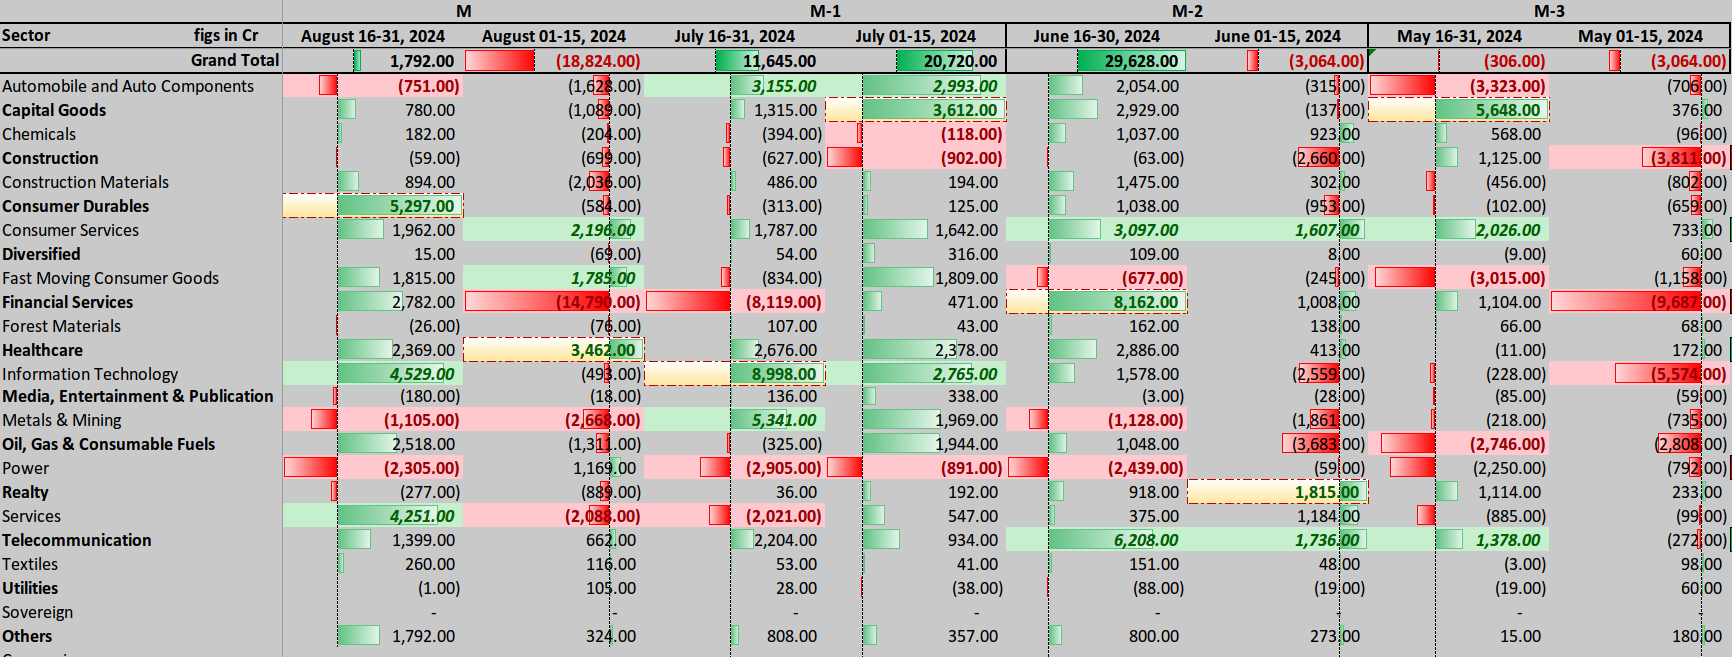 M M-1 M-2 M-3
Sector figs in Cr August 16-31, 2024 August 01-15, 2024 July 16-31, 2024 July 01-15, 2024 June 16-30, 2024 June 01-15, 2024 May 16-31, 2024 May 01-15, 2024
Grand Total 1,792.00 (18,824.00) 11,645.00 20,720.00 29,628.00 (3,064.00) (306.00) (3,064.00)
Automobile and Auto Components (751.00) (1,628.00) 3,155.00 2,993.00 2,054.00 (315.00) (3,323.00) (706.00)
Capital Goods 780.00 (1,089.00) 1,315.00 3,612.00 2,929.00 (137.00) 5,648.00 376.00
Chemicals 182.00 (204.00) (394.00) (118.00) 1,037.00 923.00 568.00 (96.00)
Construction (59.00) (699.00) (627.00) (902.00) (63.00) (2,660.00) 1,125.00 (3,811.00)
Construction Materials 894.00 (2,036.00) 486.00 194.00 1,475.00 302.00 (456.00) (802.00)
Consumer Durables 5,297.00 (584.00) (313.00) 125.00 1,038.00 (953.00) (102.00) (659.00)
Consumer Services 1,962.00 2,196.00 1,787.00 1,642.00 3,097.00 1,607.00 2,026.00 733.00
Diversified 15.00 (69.00) 54.00 316.00 109.00 8.00 (9.00) 60.00
Fast Moving Consumer Goods 1,815.00 1,785.00 (834.00) 1,809.00 (677.00) (245.00) (3,015.00) (1,158.00)
Financial Services 2,782.00 (14,790.00) (8,119.00) 471.00 8,162.00 1,008.00 1,104.00 (9,687.00)
Forest Materials (26.00) (76.00) 107.00 43.00 162.00 138.00 66.00 68.00
Healthcare 2,369.00 3,462.00 2,676.00 2,378.00 2,886.00 413.00 (11.00) 172.00
Information Technology 4,529.00 (493.00) 8,998.00 2,765.00 1,578.00 (2,559.00) (228.00) (5,574.00)
Media, Entertainment & Publication (180.00) (18.00) 136.00 338.00 (3.00) (28.00) (85.00) (59.00)
Metals & Mining (1,105.00) (2,668.00) 5,341.00 1,969.00 (1,128.00) (1,861.00) (218.00) (735.00)
Oil, Gas & Consumable Fuels 2,518.00 (1,311.00) (325.00) 1,944.00 1,048.00 (3,683.00) (2,746.00) (2,808.00)
Power (2,305.00) 1,169.00 (2,905.00) (891.00) (2,439.00) (59.00) (2,250.00) (792.00)
Realty (277.00) (889.00) 36.00 192.00 918.00 1,815.00 1,114.00 233.00
Services 4,251.00 (2,088.00) (2,021.00) 547.00 375.00 1,184.00 (885.00) (99.00)
Telecommunication 1,399.00 662.00 2,204.00 934.00 6,208.00 1,736.00 1,378.00 (272.00)
Textiles 260.00 116.00 53.00 41.00 151.00 48.00 (3.00) 98.00
Utilities (1.00) 105.00 28.00 (38.00) (88.00) (19.00) (19.00) 60.00
Sovereign - - - - - - - -
Others 1,792.00 324.00 808.00 357.00 800.00 273.00 15.00 180.00